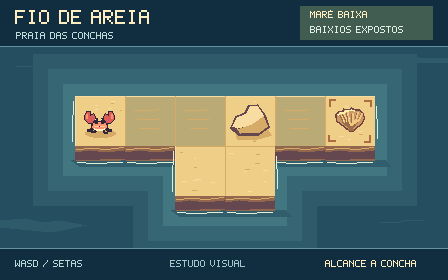 FIO DE AREIA
PRAIA DAS CONCHAS
MARÉ BAIXA
BAIXIOS EXPOSTOS
WASD / SETAS
ESTUDO VISUAL
ALCANCE A CONCHA